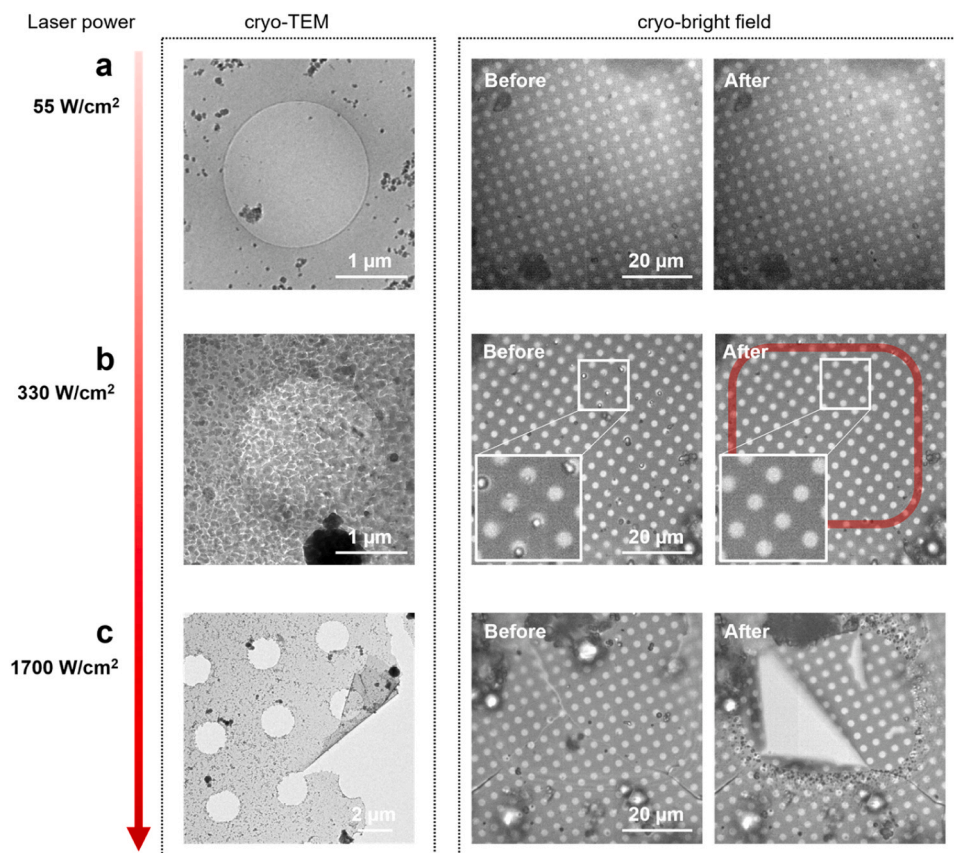 Laser power
cryo-TEM
cryo-bright field
a
55 W/cm²
1 µm
Before
20 µm
After
b
330 W/cm²
1 µm
Before
20 µm
After
c
1700 W/cm²
2 µm
Before
20 µm
After